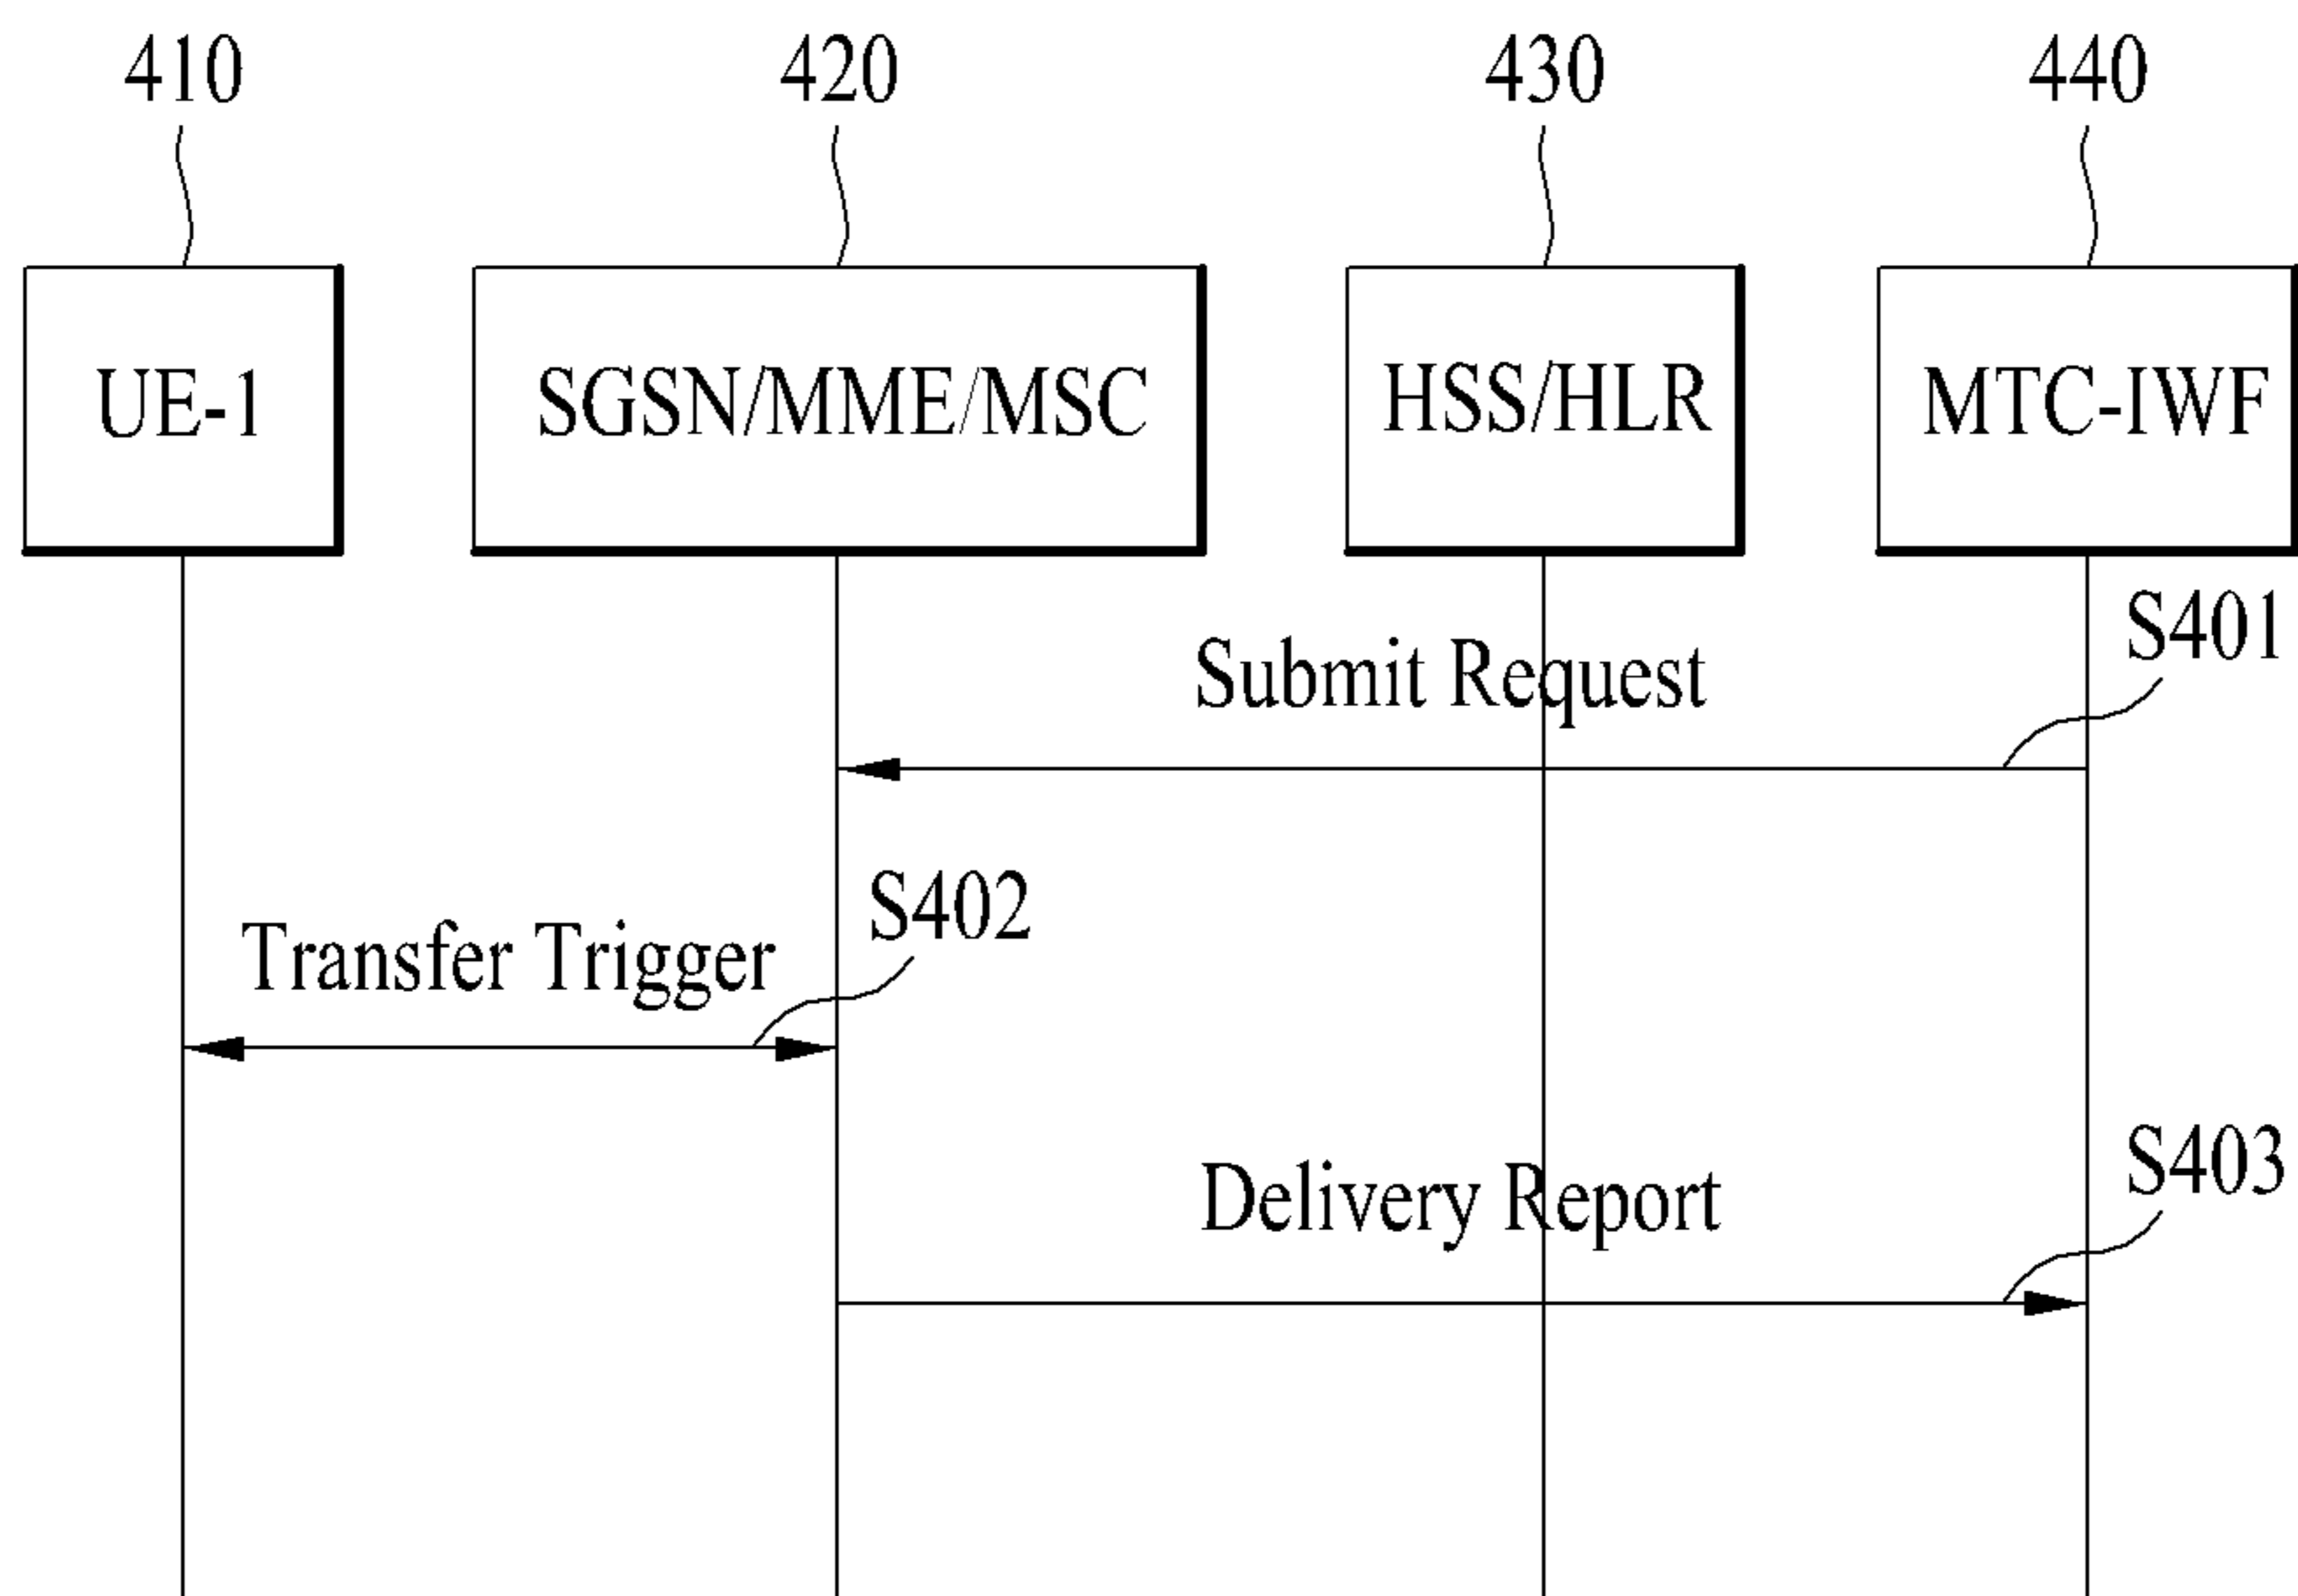 410 420 430 440
UE-1 SGSN/MME/MSC HSS/HLR MTC-IWF
S401
Submit Request
S402
Transfer Trigger
S403
Delivery Report